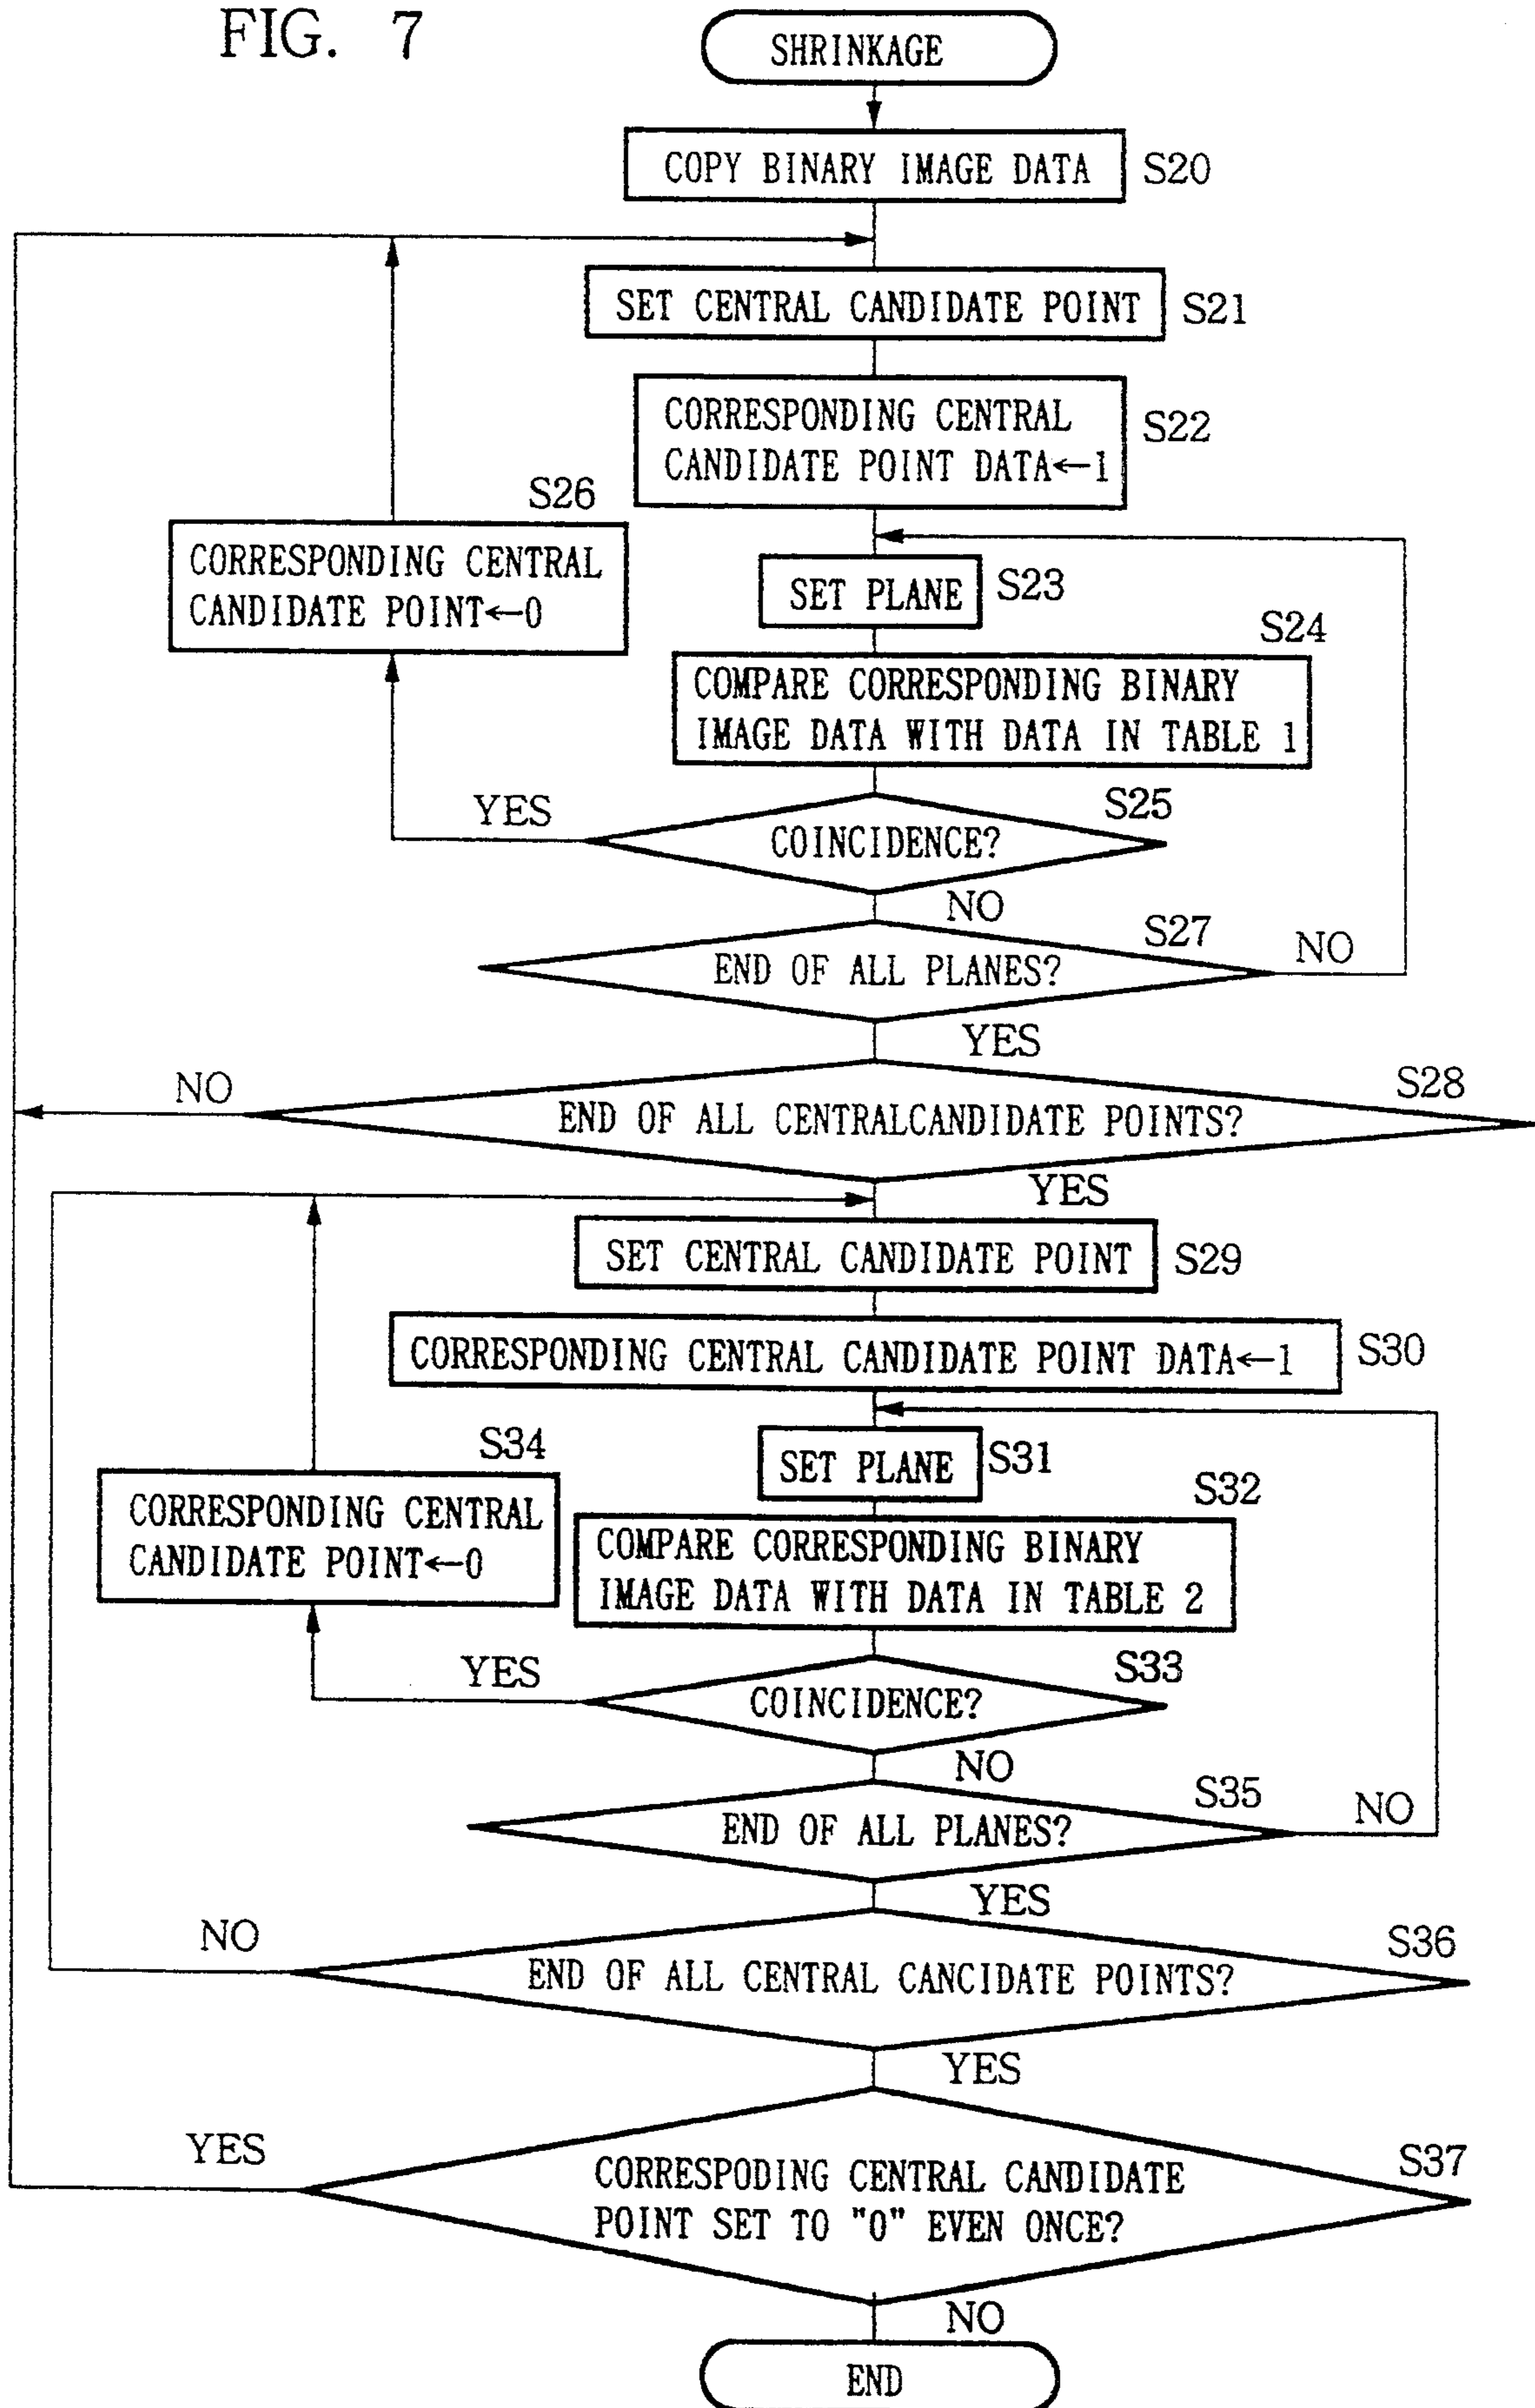 FIG. 7
SHRINKAGE
COPY BINARY IMAGE DATA
S20
SET CENTRAL CANDIDATE POINT
S21
CORRESPONDING CENTRAL
CANDIDATE POINT DATA←1
S22
S26
CORRESPONDING CENTRAL
CANDIDATE POINT←0
SET PLANE
S23
S24
COMPARE CORRESPONDING BINARY
IMAGE DATA WITH DATA IN TABLE 1
YES
S25
COINCIDENCE?
NO
S27
END OF ALL PLANES?
NO
YES
NO
S28
END OF ALL CENTRALCANDIDATE POINTS?
YES
SET CENTRAL CANDIDATE POINT
S29
CORRESPONDING CENTRAL CANDIDATE POINT DATA←1
S30
S34
CORRESPONDING CENTRAL
CANDIDATE POINT←0
SET PLANE
S31
S32
COMPARE CORRESPONDING BINARY
IMAGE DATA WITH DATA IN TABLE 2
YES
S33
COINCIDENCE?
NO
S35
END OF ALL PLANES?
NO
YES
NO
S36
END OF ALL CENTRAL CANCIDATE POINTS?
YES
YES
S37
CORRESPODING CENTRAL CANDIDATE
POINT SET TO "0" EVEN ONCE?
NO
END